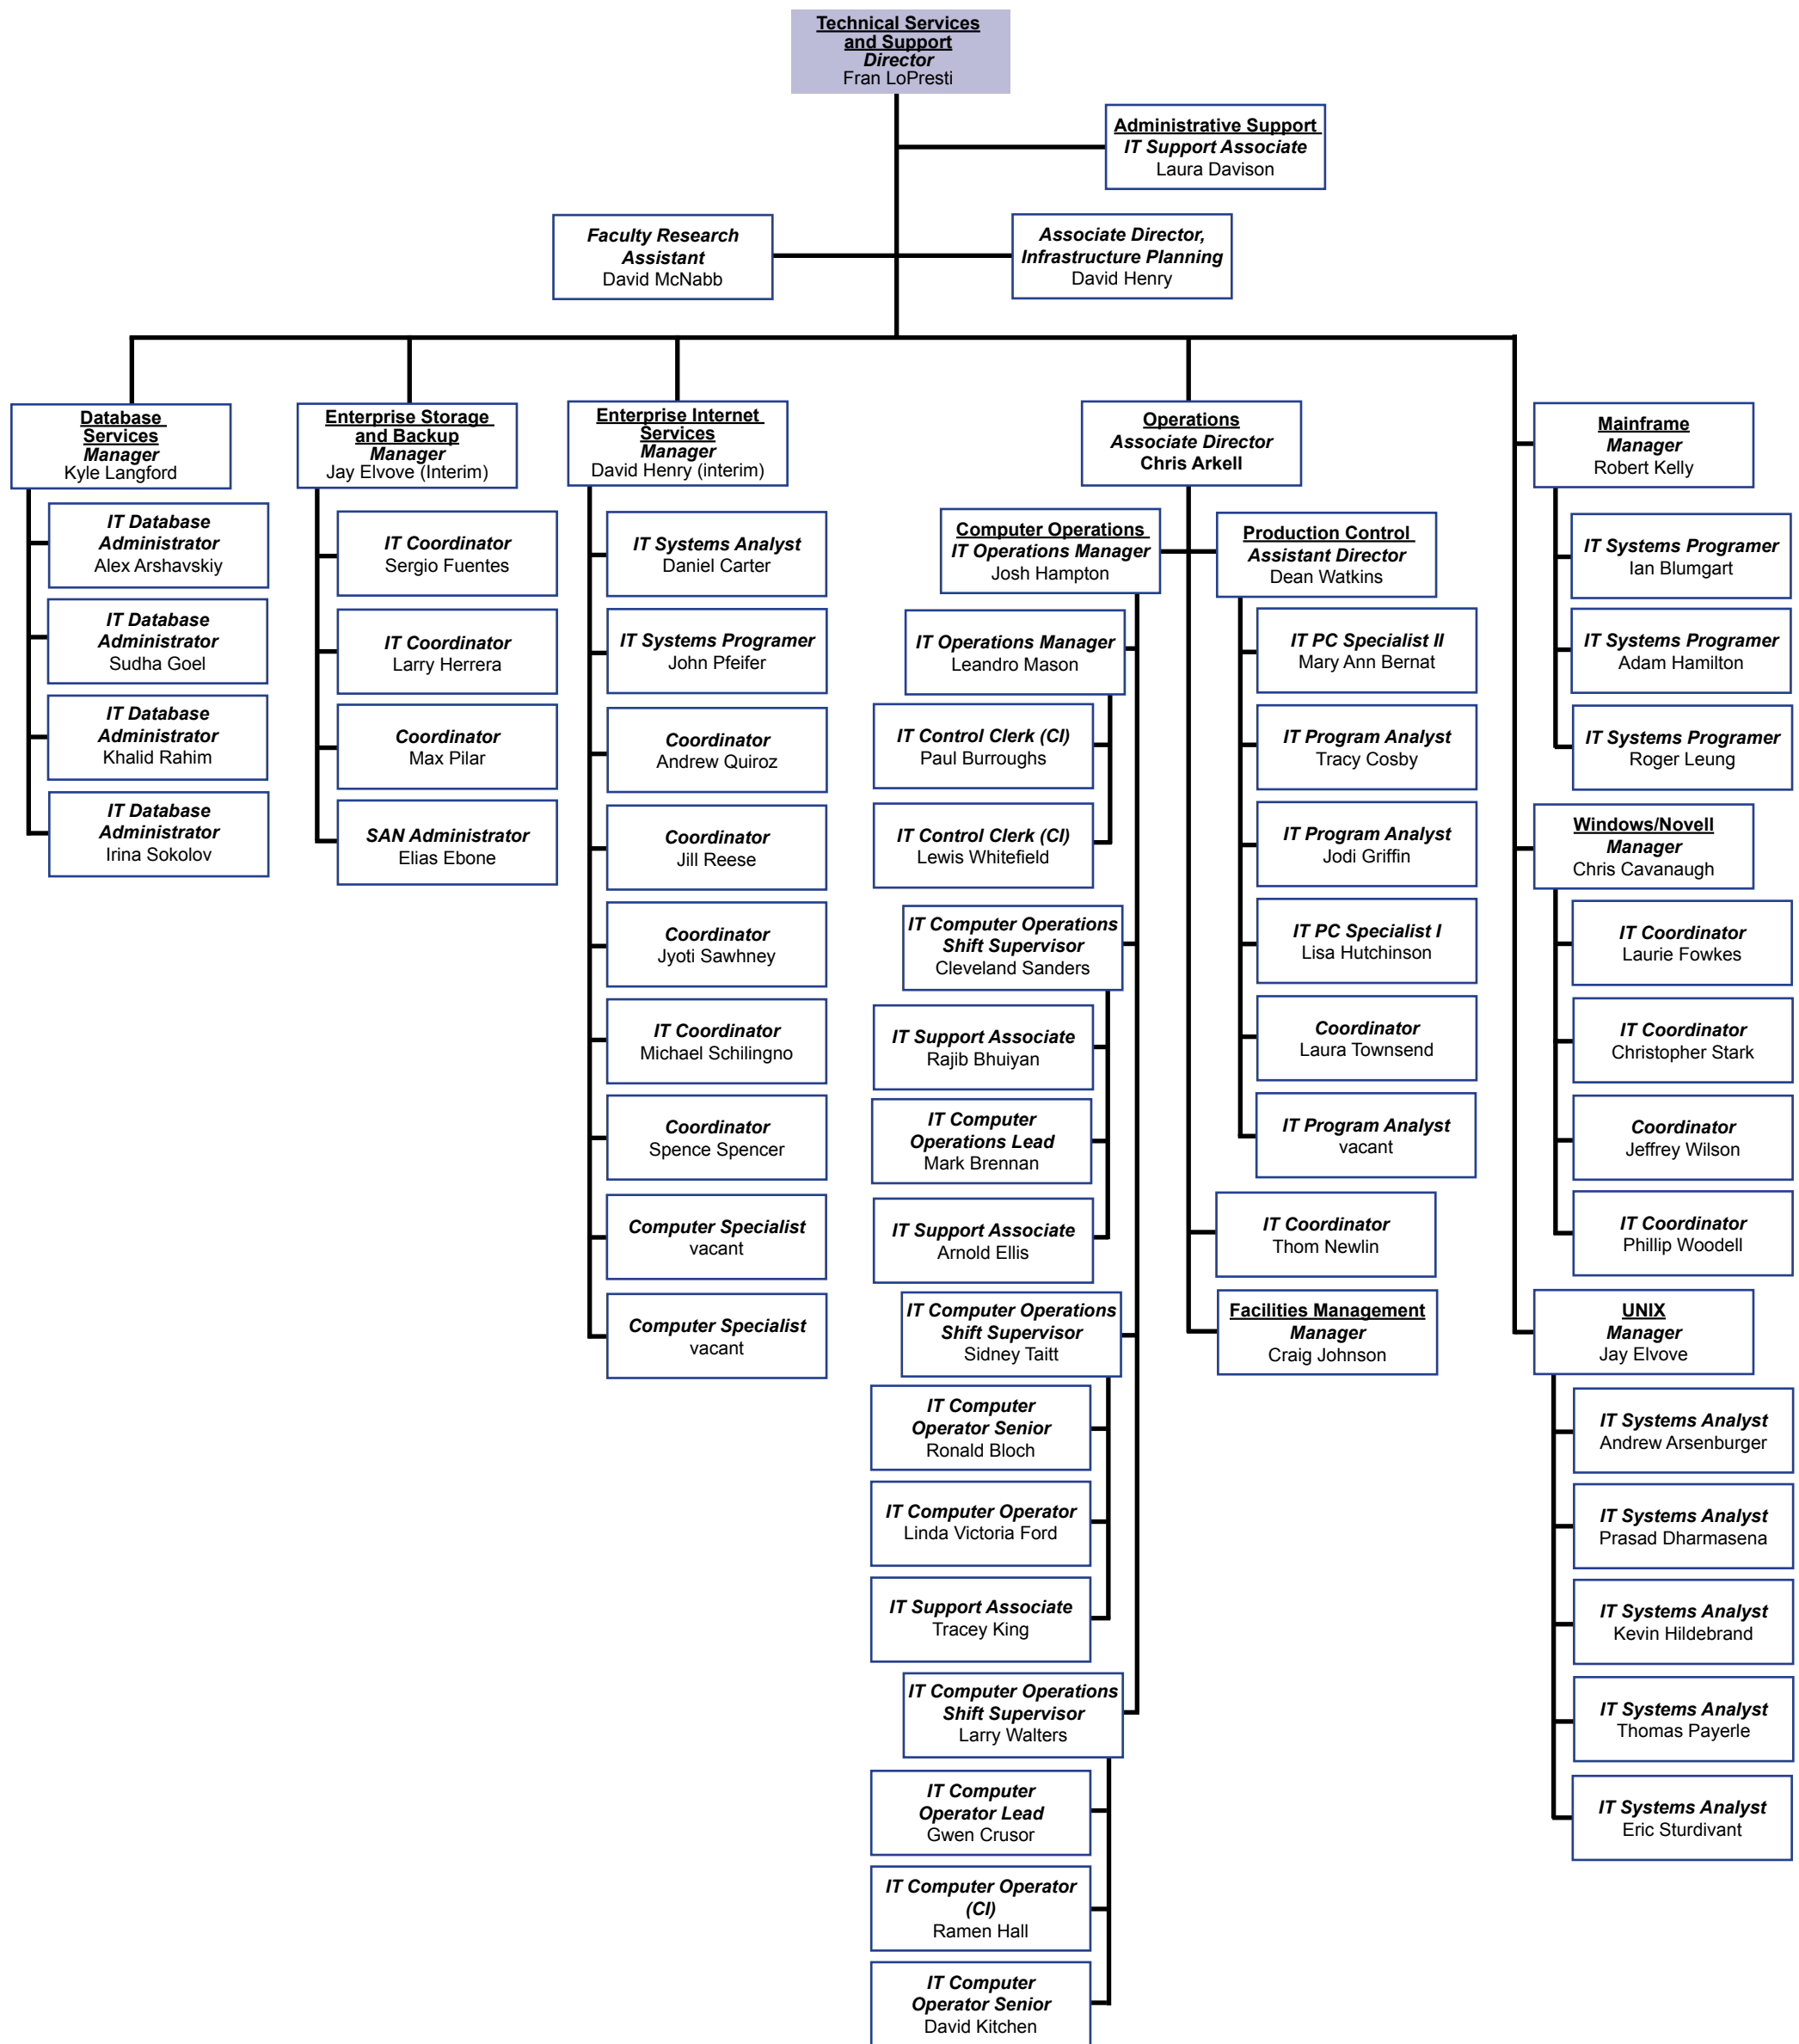 Technical Services
and Support
Director
Fran LoPresti
Administrative Support
IT Support Associate
Laura Davison
Faculty Research
Assistant
David McNabb
Associate Director,
Infrastructure Planning
David Henry
Database
Services
Manager
Kyle Langford
IT Database
Administrator
Alex Arshavskiy
IT Database
Administrator
Sudha Goel
IT Database
Administrator
Khalid Rahim
IT Database
Administrator
Irina Sokolov
Enterprise Storage
and Backup
Manager
Jay Elvove (Interim)
IT Coordinator
Sergio Fuentes
IT Coordinator
Larry Herrera
Coordinator
Max Pilar
SAN Administrator
Elias Ebone
Enterprise Internet
Services
Manager
David Henry (interim)
IT Systems Analyst
Daniel Carter
IT Systems Programer
John Pfeifer
Coordinator
Andrew Quiroz
Coordinator
Jill Reese
Coordinator
Jyoti Sawhney
IT Coordinator
Michael Schilingno
Coordinator
Spence Spencer
Computer Specialist
vacant
Computer Specialist
vacant
Operations
Associate Director
Chris Arkell
Computer Operations
IT Operations Manager
Josh Hampton
IT Operations Manager
Leandro Mason
IT Control Clerk (CI)
Paul Burroughs
IT Control Clerk (CI)
Lewis Whitefield
IT Computer Operations
Shift Supervisor
Cleveland Sanders
IT Support Associate
Rajib Bhuiyan
IT Computer
Operations Lead
Mark Brennan
IT Support Associate
Arnold Ellis
IT Computer Operations
Shift Supervisor
Sidney Taitt
IT Computer
Operator Senior
Ronald Bloch
IT Computer Operator
Linda Victoria Ford
IT Support Associate
Tracey King
IT Computer Operations
Shift Supervisor
Larry Walters
IT Computer
Operator Lead
Gwen Crusor
IT Computer Operator
(CI)
Ramen Hall
IT Computer
Operator Senior
David Kitchen
Production Control
Assistant Director
Dean Watkins
IT PC Specialist II
Mary Ann Bernat
IT Program Analyst
Tracy Cosby
IT Program Analyst
Jodi Griffin
IT PC Specialist I
Lisa Hutchinson
Coordinator
Laura Townsend
IT Program Analyst
vacant
IT Coordinator
Thom Newlin
Facilities Management
Manager
Craig Johnson
Mainframe
Manager
Robert Kelly
IT Systems Programer
Ian Blumgart
IT Systems Programer
Adam Hamilton
IT Systems Programer
Roger Leung
Windows/Novell
Manager
Chris Cavanaugh
IT Coordinator
Laurie Fowkes
IT Coordinator
Christopher Stark
Coordinator
Jeffrey Wilson
IT Coordinator
Phillip Woodell
UNIX
Manager
Jay Elvove
IT Systems Analyst
Andrew Arsenburger
IT Systems Analyst
Prasad Dharmasena
IT Systems Analyst
Kevin Hildebrand
IT Systems Analyst
Thomas Payerle
IT Systems Analyst
Eric Sturdivant